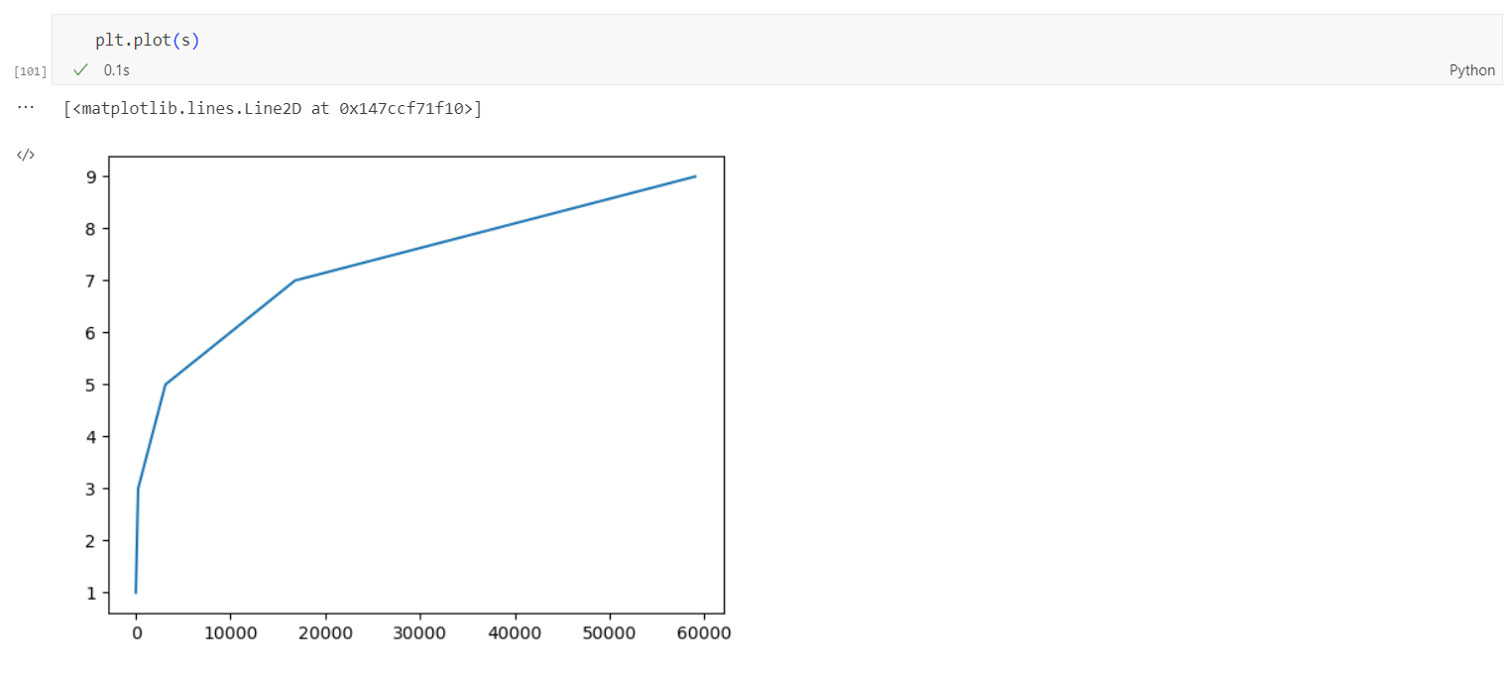 plt.plot(s)
[101]
0.1s
Python
...
[<matplotlib.lines.Line2D at 0x147ccf71f10>]
</>
9
8
7
6
5
4
3
2
1
0 10000 20000 30000 40000 50000 60000